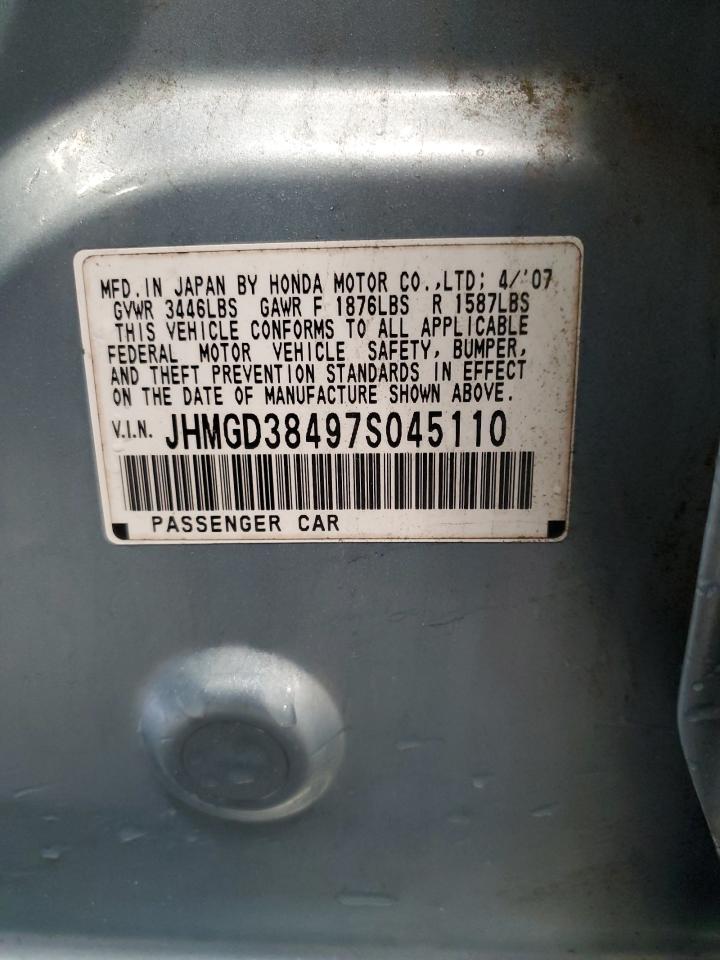 MFD. IN JAPAN BY HONDA MOTOR CO.,LTD; 4/'07
GVWR 3446LBS GAWR F 1876LBS R 1587LBS
THIS VEHICLE CONFORMS TO ALL APPLICABLE
FEDERAL MOTOR VEHICLE SAFETY, BUMPER,
AND THEFT PREVENTION STANDARDS IN EFFECT
ON THE DATE OF MANUFACTURE SHOWN ABOVE.
V.I.N. JHMGD38497S045110
PASSENGER CAR